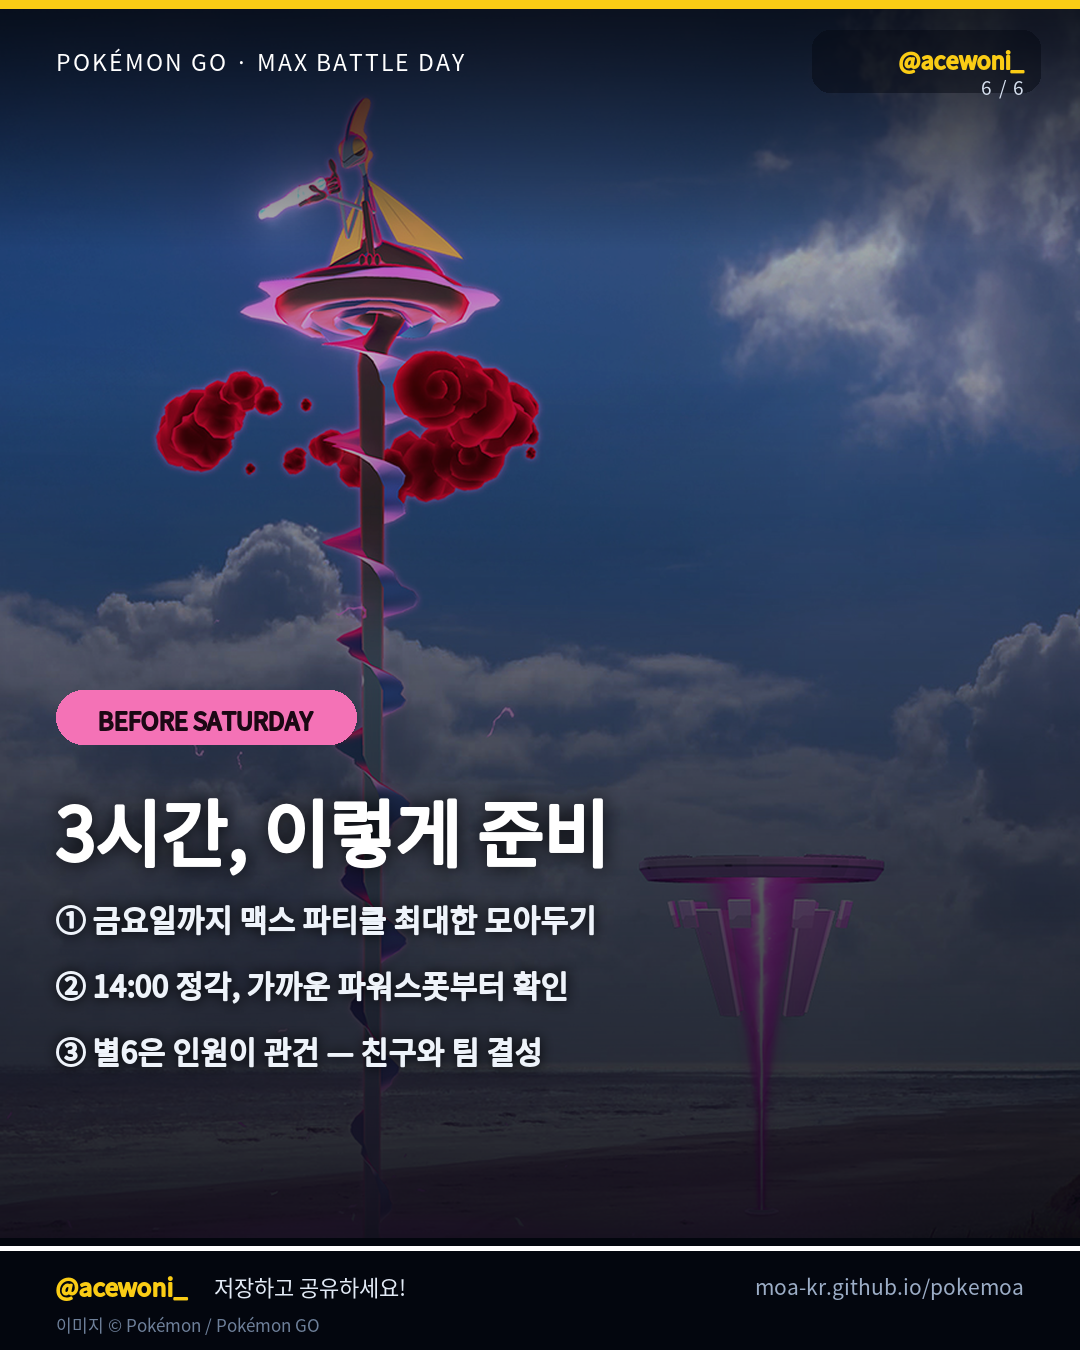 POKÉMON GO · MAX BATTLE DAY
@acewoni_
6 / 6
BEFORE SATURDAY
3시간, 이렇게 준비
① 금요일까지 맥스 파티클 최대한 모아두기
② 14:00 정각, 가까운 파워스폿부터 확인
③ 별6은 인원이 관건 — 친구와 팀 결성
@acewoni_ 저장하고 공유하세요!
moa-kr.github.io/pokemoa
이미지 © Pokémon / Pokémon GO